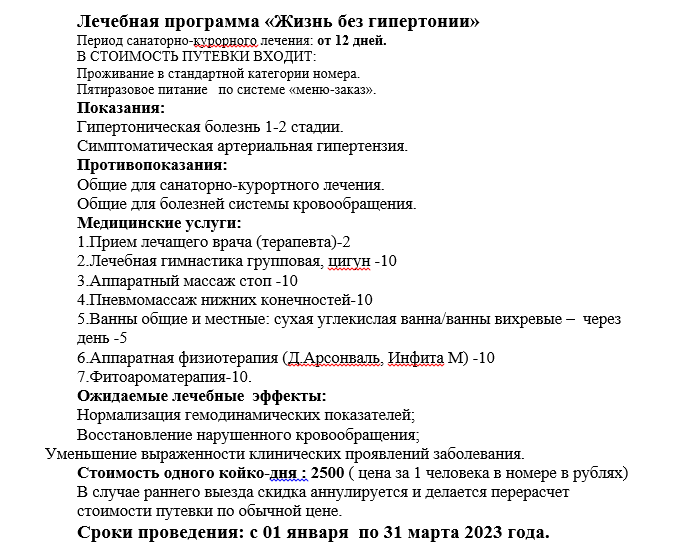 Лечебная программа «Жизнь без гипертонии»
Период санаторно-курорного лечения: от 12 дней.
В СТОИМОСТЬ ПУТЕВКИ ВХОДИТ:
Проживание в стандартной категории номера.
Пятиразовое питание по системе «меню-заказ».
Показания:
Гипертоническая болезнь 1-2 стадии.
Симптоматическая артериальная гипертензия.
Противопоказания:
Общие для санаторно-курортного лечения.
Общие для болезней системы кровообращения.
Медицинские услуги:
1.Прием лечащего врача (терапевта)-2
2.Лечебная гимнастика групповая, цигун -10
3.Аппаратный массаж стоп -10
4.Пневмомассаж нижних конечностей-10
5.Ванны общие и местные: сухая углекислая ванна/ванны вихревые – через
день -5
6.Аппаратная физиотерапия (Д.Арсонваль, Инфита М) -10
7.Фитоароматерапия-10.
Ожидаемые лечебные эффекты:
Нормализация гемодинамических показателей;
Восстановление нарушенного кровообращения;
Уменьшение выраженности клинических проявлений заболевания.
Стоимость одного койко-дня : 2500 ( цена за 1 человека в номере в рублях)
В случае раннего выезда скидка аннулируется и делается перерасчет
стоимости путевки по обычной цене.
Сроки проведения: с 01 января по 31 марта 2023 года.